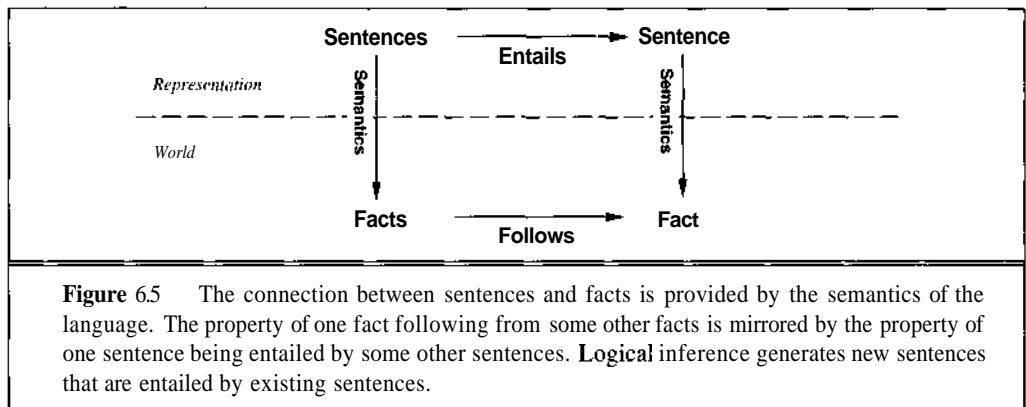 Sentences Sentence
Entails
Semantics Semantics
Representation
World
Facts Fact
Follows
Figure 6.5 The connection between sentences and facts is provided by the semantics of the
language. The property of one fact following from some other facts is mirrored by the property of
one sentence being entailed by some other sentences. Logical inference generates new sentences
that are entailed by existing sentences.